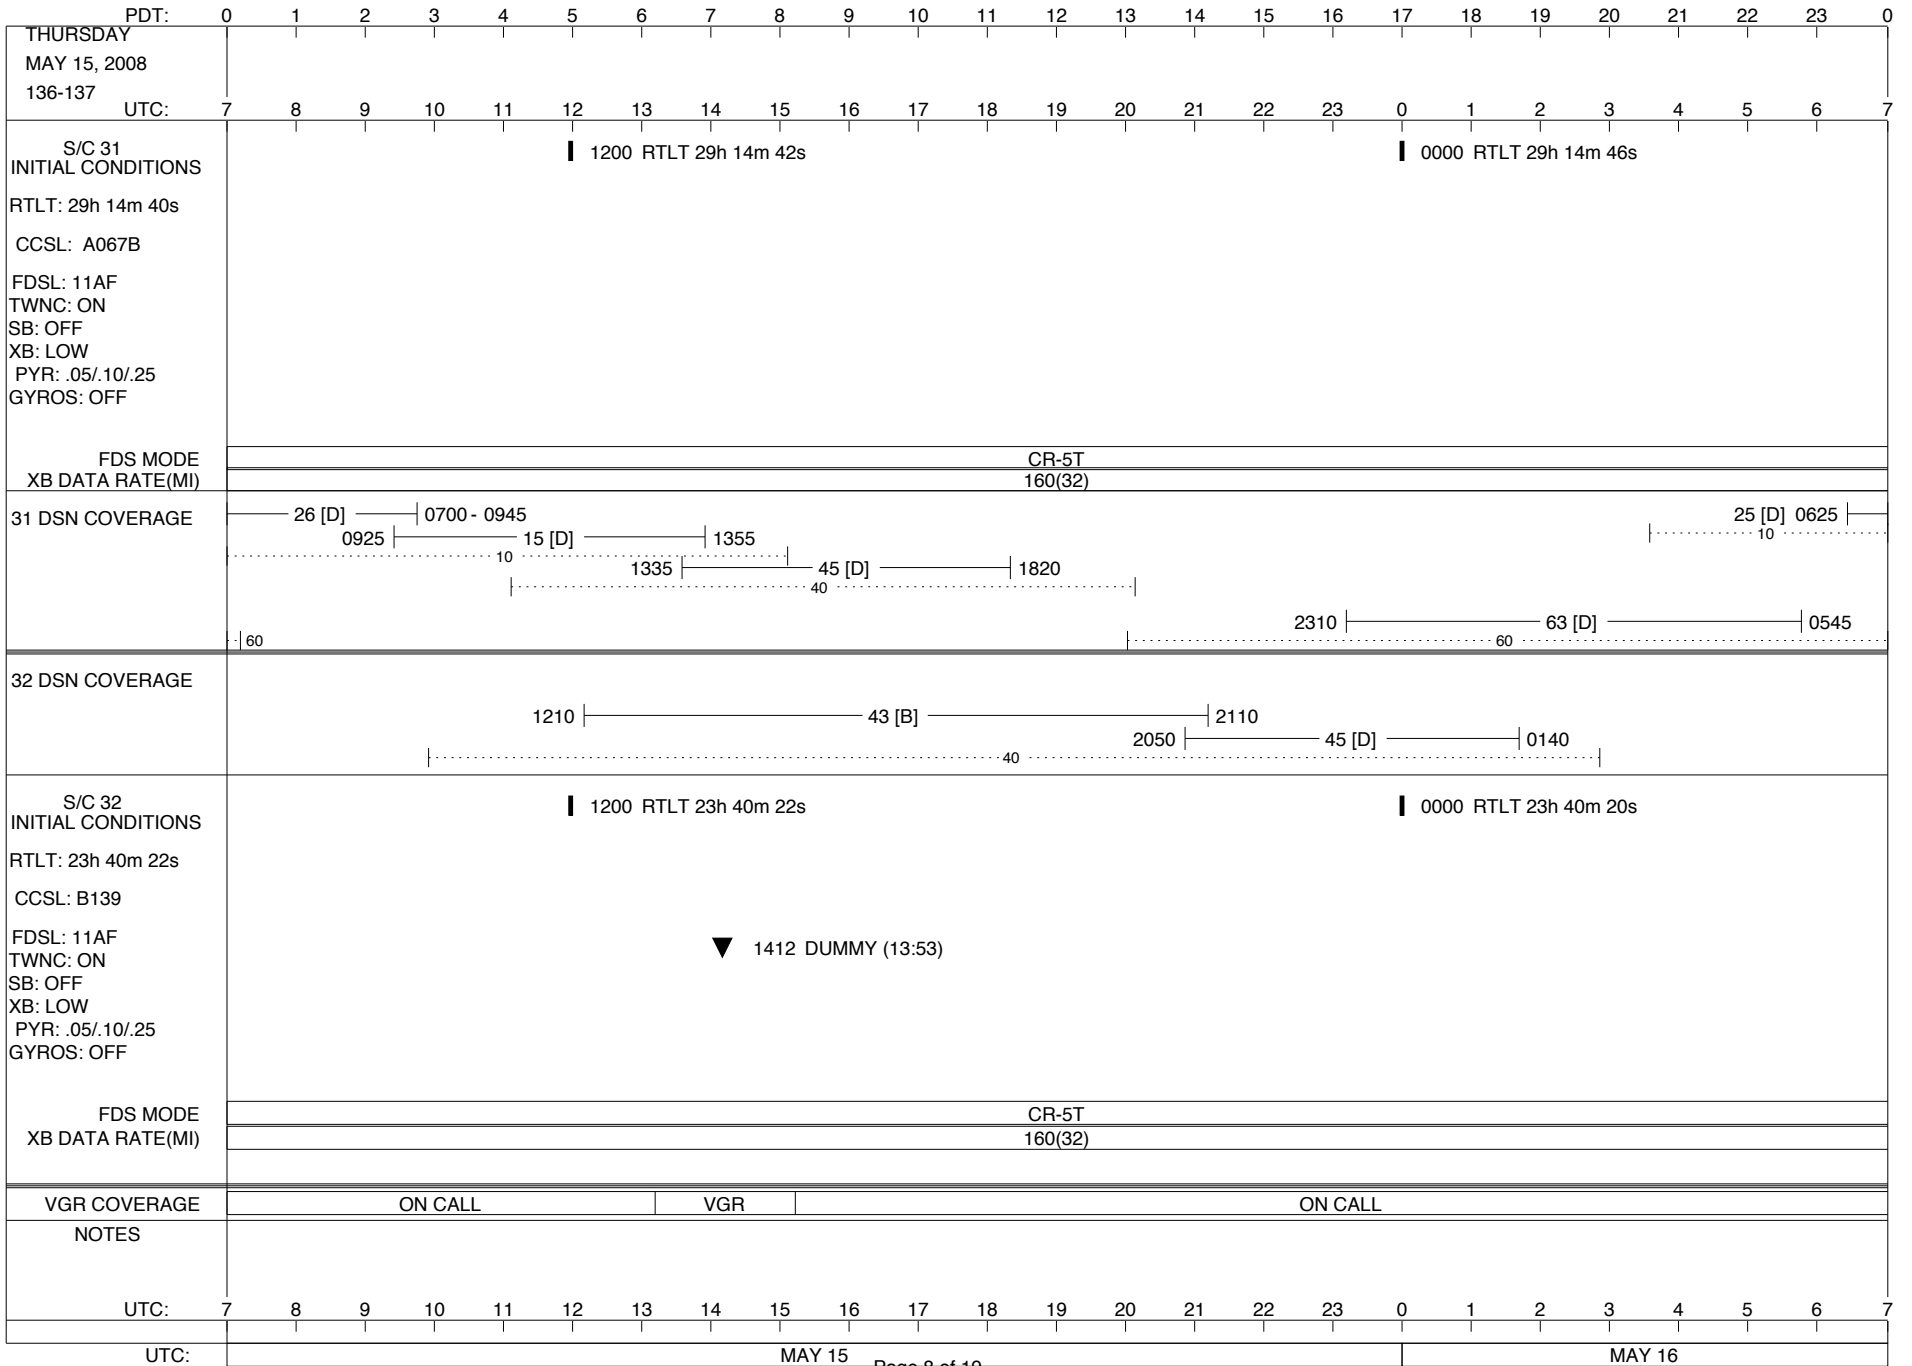 PDT: 0 1 2 3 4 5 6 7 8 9 10 11 12 13 14 15 16 17 18 19 20 21 22 23 0
THURSDAY
MAY 15, 2008
136-137
UTC: 7 8 9 10 11 12 13 14 15 16 17 18 19 20 21 22 23 0 1 2 3 4 5 6 7
S/C 31
INITIAL CONDITIONS
1200 RTLT 29h 14m 42s
0000 RTLT 29h 14m 46s
RTLT: 29h 14m 40s
CCSL: A067B
FDSL: 11AF
TWNC: ON
SB: OFF
XB: LOW
PYR: .05/.10/.25
GYROS: OFF
FDS MODE CR-5T
XB DATA RATE(MI) 160(32)
31 DSN COVERAGE
26 [D] 0700 - 0945
25 [D] 0625
0925 15 [D] 1355
10
10
1335 45 [D] 1820
40
2310 63 [D] 0545
60
60
32 DSN COVERAGE
1210 43 [B] 2110
2050 45 [D] 0140
40
S/C 32
INITIAL CONDITIONS
1200 RTLT 23h 40m 22s
0000 RTLT 23h 40m 20s
RTLT: 23h 40m 22s
CCSL: B139
FDSL: 11AF
TWNC: ON
SB: OFF
XB: LOW
PYR: .05/.10/.25
GYROS: OFF
1412 DUMMY (13:53)
FDS MODE CR-5T
XB DATA RATE(MI) 160(32)
VGR COVERAGE ON CALL VGR ON CALL
NOTES
UTC: 7 8 9 10 11 12 13 14 15 16 17 18 19 20 21 22 23 0 1 2 3 4 5 6 7
UTC: MAY 15 MAY 16
Page 8 of 19